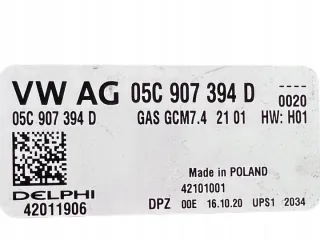 VW AG 05C 907 394 D
----
0020
05C 907 394 D GAS GCM7.4 21 01 HW: H01
Made in POLAND
42101001
DELPHI
42011906
DPZ 00E 16.10.20 UPS1 2034